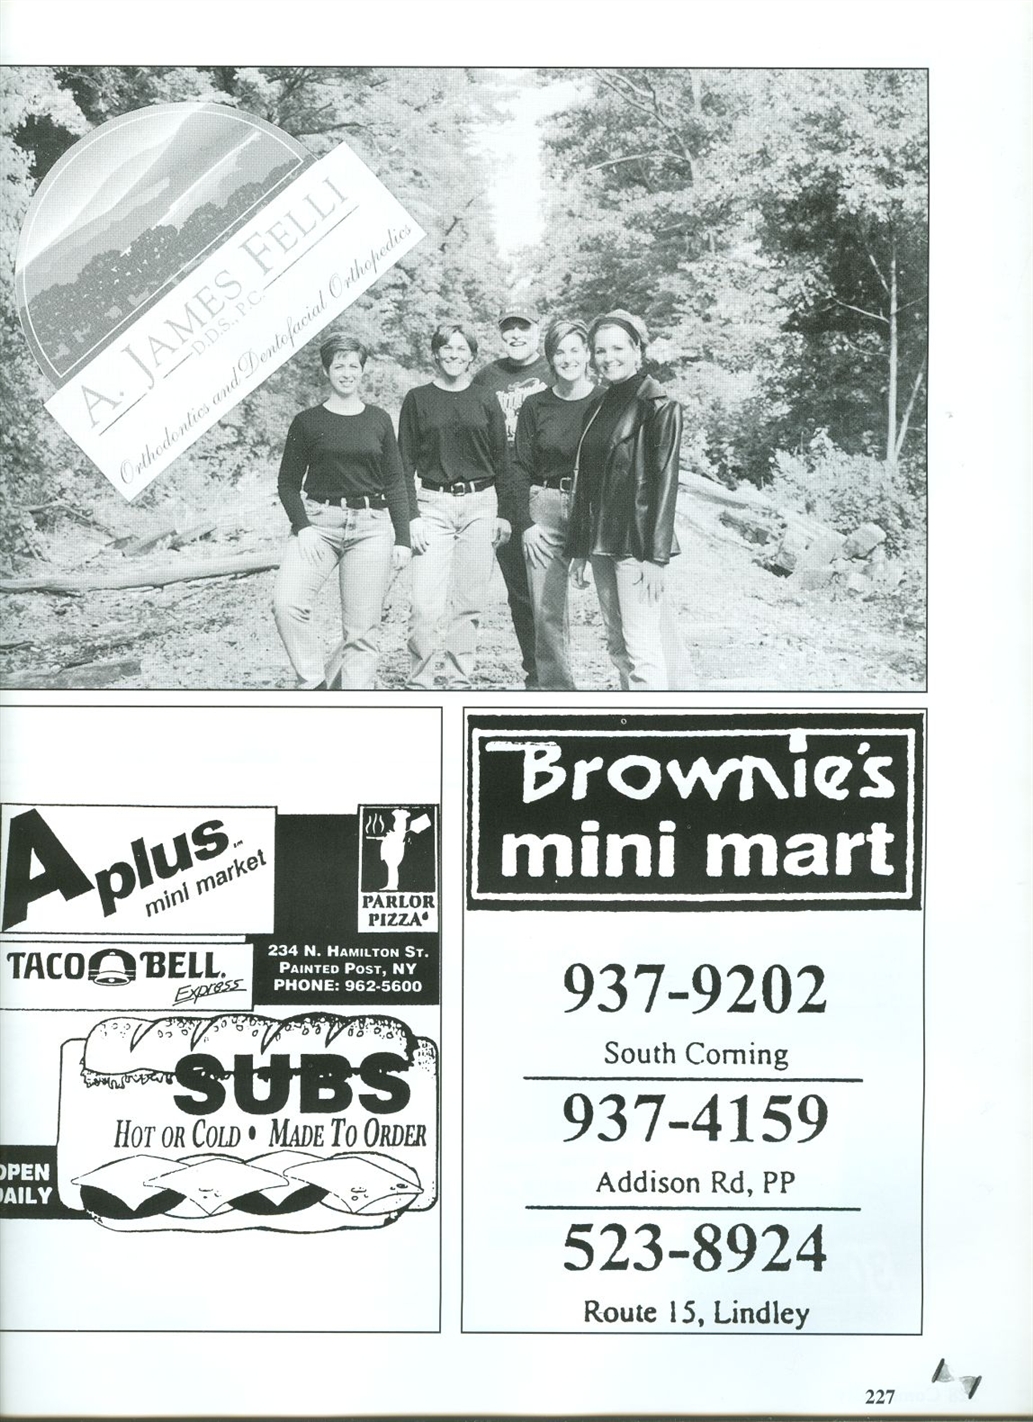 A. JAMES FELLI
D.D.S., P.C.
Orthodontics and Dentofacial Orthopedics
Aplus
mini market
PARLOR
PIZZA
TACO BELL.
Express
234 N. HAMILTON ST.
PAINTED POST, NY
PHONE: 962-5600
SUBS
HOT OR COLD • MADE TO ORDER
OPEN
DAILY
Brownie's
mini mart
937-9202
South Corning
937-4159
Addison Rd, PP
523-8924
Route 15, Lindley
227